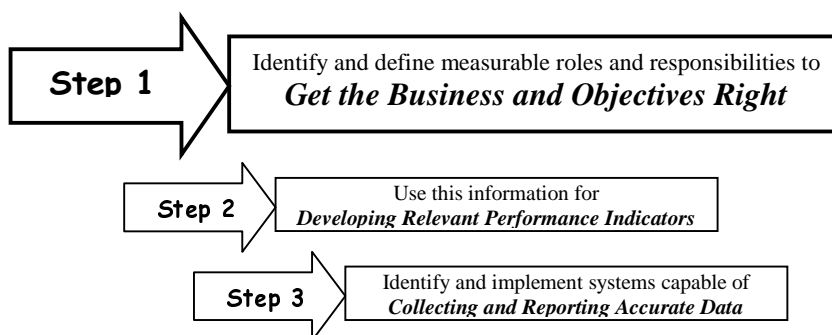 Step 1
Identify and define measurable roles and responsibilities to
Get the Business and Objectives Right
Step 2
Use this information for
Developing Relevant Performance Indicators
Step 3
Identify and implement systems capable of
Collecting and Reporting Accurate Data